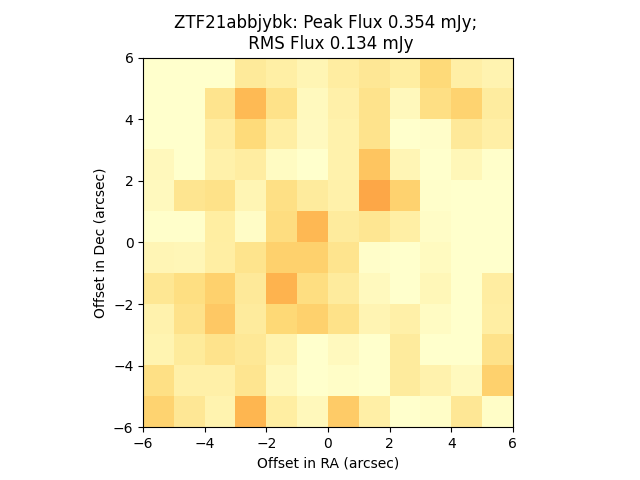 ZTF21abbjybk: Peak Flux 0.354 mJy;
RMS Flux 0.134 mJy
6
4
2
0
−2
−4
−6
Offset in Dec (arcsec)
−6 −4 −2 0 2 4 6
Offset in RA (arcsec)